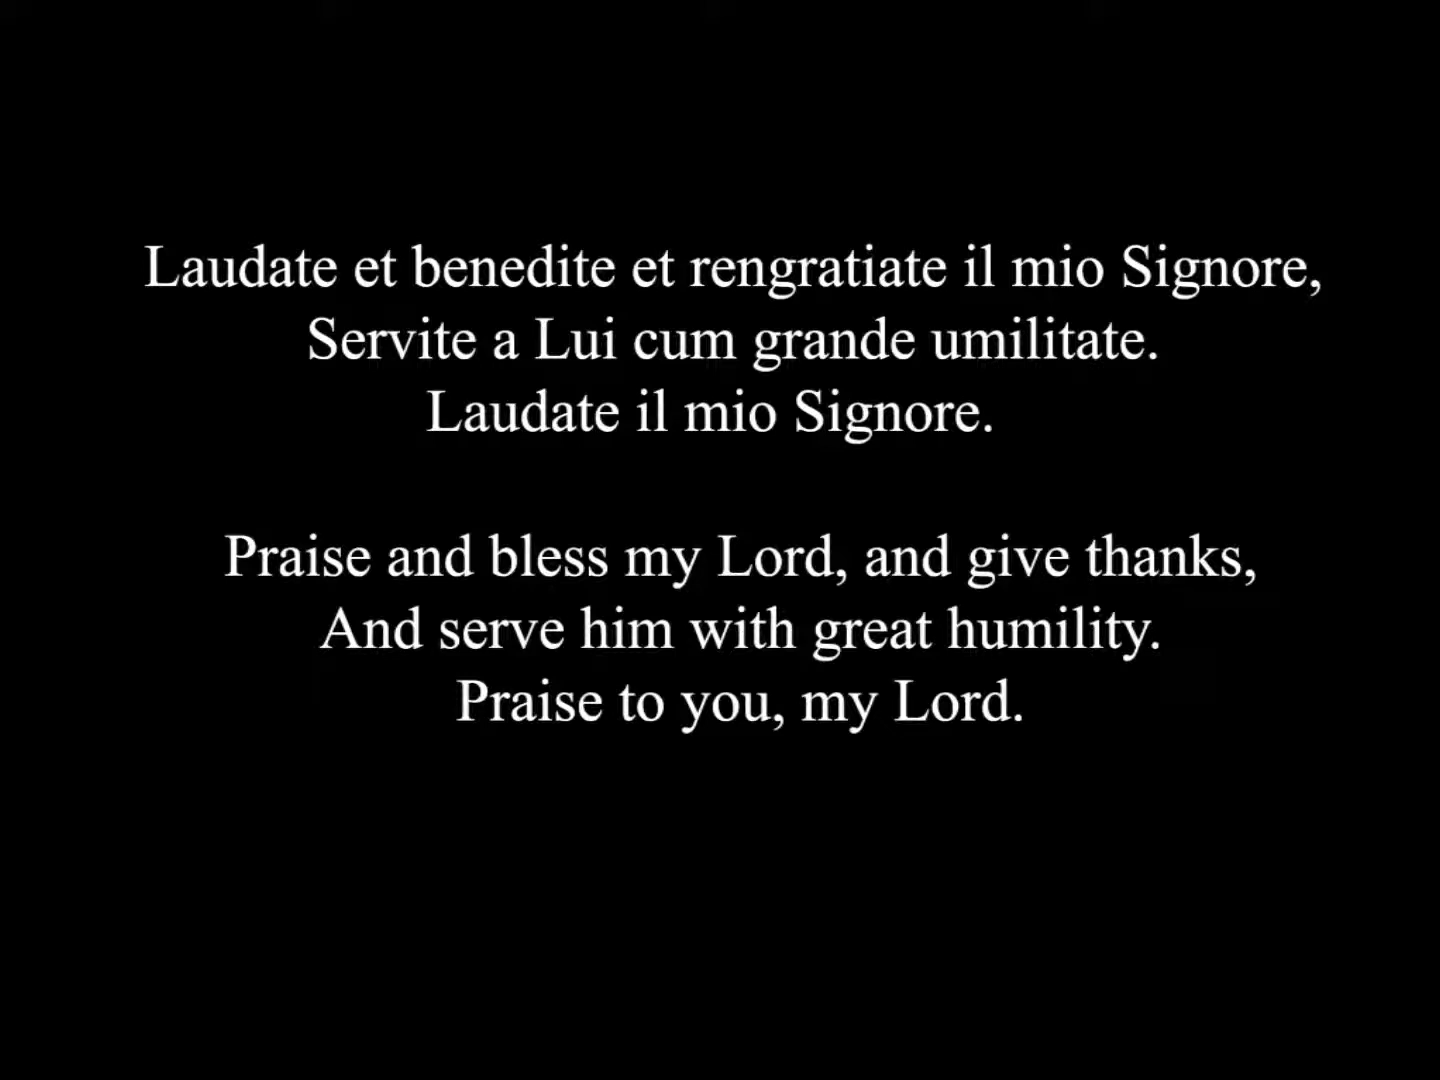 Laudate et benedite et rengratiate il mio Signore,
Servite a Lui cum grande umilitate.
Laudate il mio Signore.
Praise and bless my Lord, and give thanks,
And serve him with great humility.
Praise to you, my Lord.